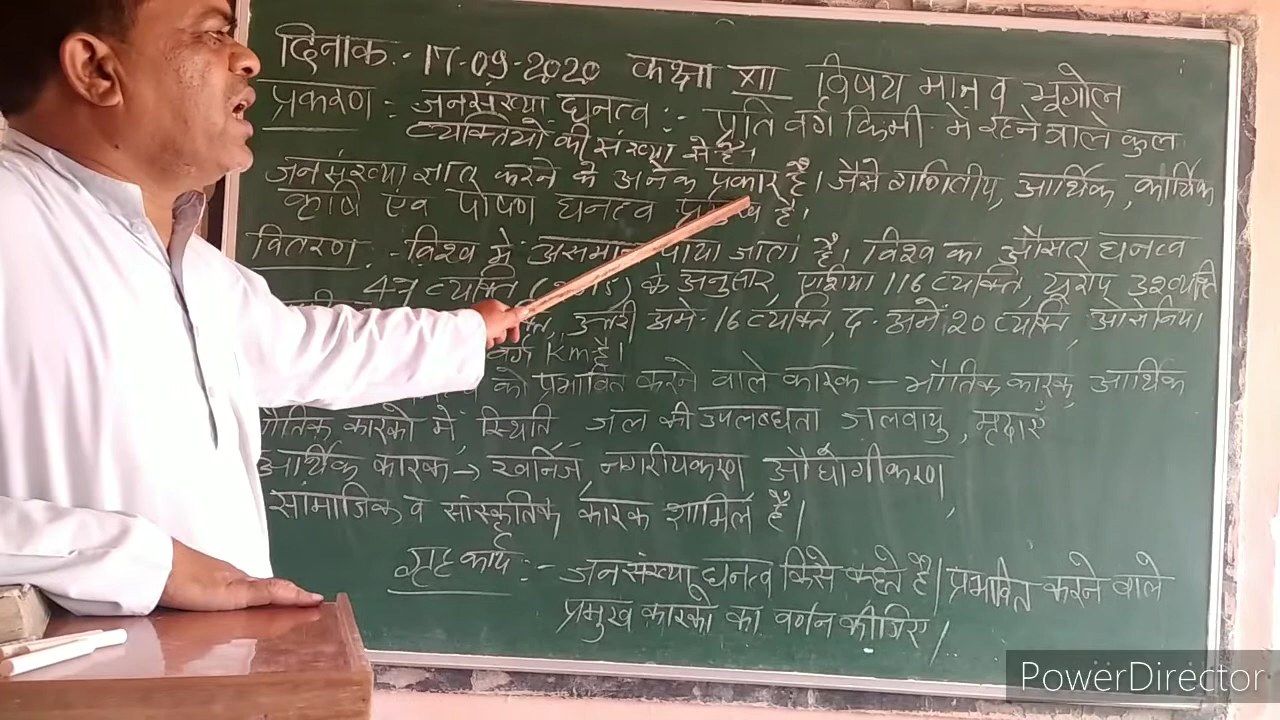 दिनाक :- 17-09-2020 कक्षा XII विषय मानव भूगोल
प्रकरण :- जनसंख्या घनत्व :- प्रति वर्ग किमी में रहने वाले कुल
व्यक्तियों की संख्या से है।
जनसंख्या ज्ञात करने के अनेक प्रकार है। जैसे गणितीय, आर्थिक, कार्यिक
कृषि एवं पोषण घनत्व है।
वितरण :- विश्व में असमान पाया जाता है। विश्व का औसत घनत्व
47 व्यक्ति के अनुसार, एशिया 116 व्यक्ति, यूरोप 32 व्यक्ति
उत्तरी अमे. 16 व्यक्ति, द. अमे. 20 व्यक्ति, ओसेनिया
वर्ग Km है।
को प्रभावित करने वाले कारक — भौतिक कारक, आर्थिक
कारको में, स्थिति, जल की उपलब्धता जलवायु, मृदाएँ
आर्थिक कारक → खनिज, नगरीयकरण औद्योगीकरण,
सामाजिक व सांस्कृतिक कारक शामिल है।
गृह कार्य :- जनसंख्या घनत्व किसे कहते है। प्रभावित करने वाले
प्रमुख कारको का वर्णन कीजिए।
PowerDirector